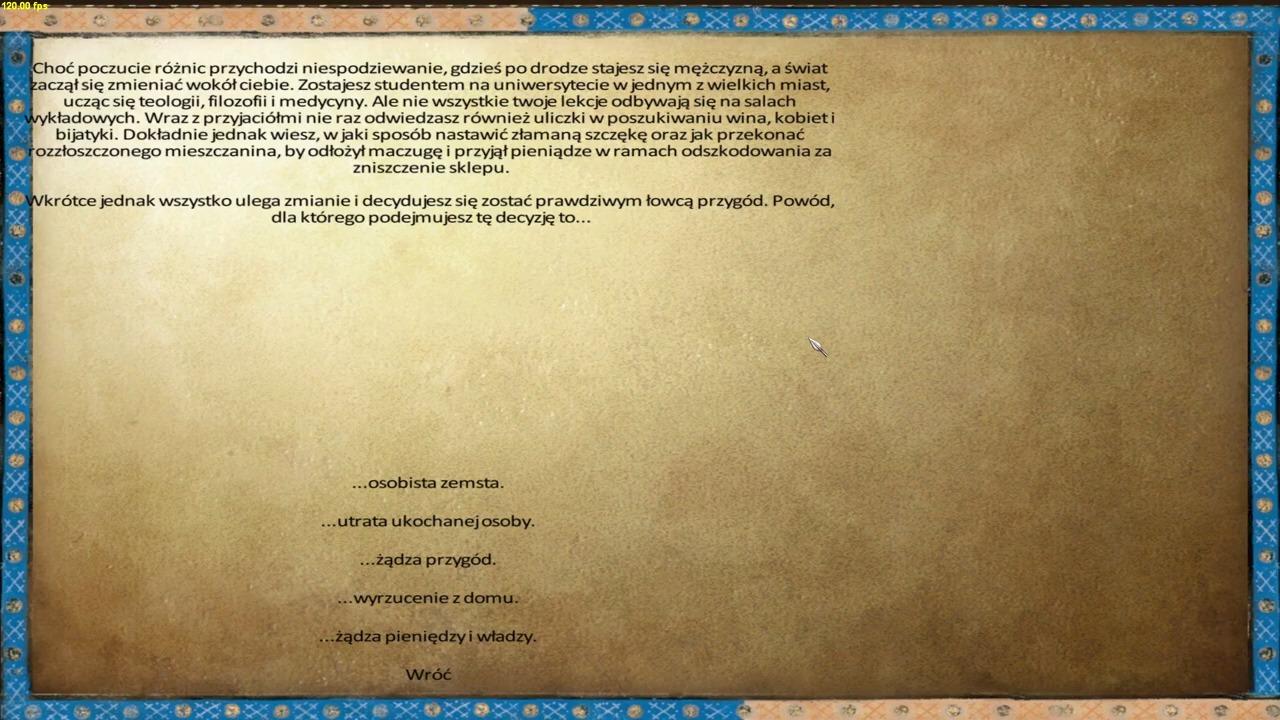 120.00 fps
Choć poczucie różnic przychodzi niespodziewanie, gdzieś po drodze stajesz się mężczyzną, a świat
zaczął się zmieniać wokół ciebie. Zostajesz studentem na uniwersytecie w jednym z wielkich miast,
ucząc się teologii, filozofii i medycyny. Ale nie wszystkie twoje lekcje odbywają się na salach
wykładowych. Wraz z przyjaciółmi nie raz odwiedzasz również uliczki w poszukiwaniu wina, kobiet i
bijatyki. Dokładnie jednak wiesz, w jaki sposób nastawić złamaną szczękę oraz jak przekonać
rozzłoszczonego mieszczanina, by odłożył maczugę i przyjął pieniądze w ramach odszkodowania za
zniszczenie sklepu.
Wkrótce jednak wszystko ulega zmianie i decydujesz się zostać prawdziwym łowcą przygód. Powód,
dla którego podejmujesz tę decyzję to...
...osobista zemsta.
...utrata ukochanej osoby.
...żądza przygód.
...wyrzucenie z domu.
...żądza pieniędzy i władzy.
Wróć